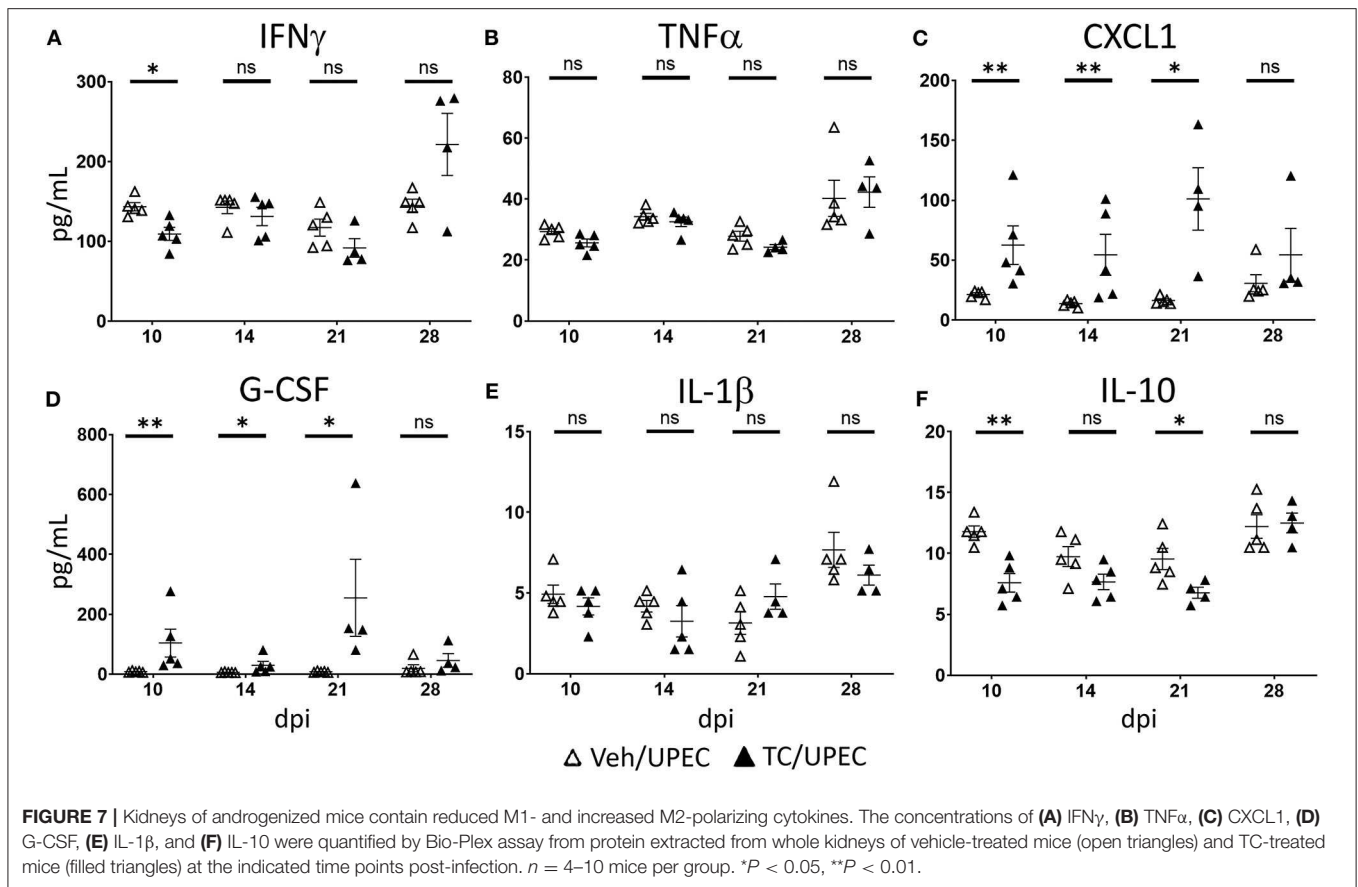 A IFNγ
* ns ns ns
300
200
100
0
pg/mL
10 14 21 28
B TNFα
ns ns ns ns
80
60
40
20
0
10 14 21 28
C CXCL1
** ** * ns
200
150
100
50
0
10 14 21 28
D G-CSF
** * * ns
800
600
400
200
0
pg/mL
10 14 21 28
dpi
E IL-1β
ns ns ns ns
15
10
5
0
10 14 21 28
F IL-10
** ns * ns
20
15
10
5
0
10 14 21 28
dpi
Veh/UPEC TC/UPEC
FIGURE 7 | Kidneys of androgenized mice contain reduced M1- and increased M2-polarizing cytokines. The concentrations of (A) IFNγ, (B) TNFα, (C) CXCL1, (D)
G-CSF, (E) IL-1β, and (F) IL-10 were quantified by Bio-Plex assay from protein extracted from whole kidneys of vehicle-treated mice (open triangles) and TC-treated
mice (filled triangles) at the indicated time points post-infection. n = 4–10 mice per group. *P < 0.05, **P < 0.01.